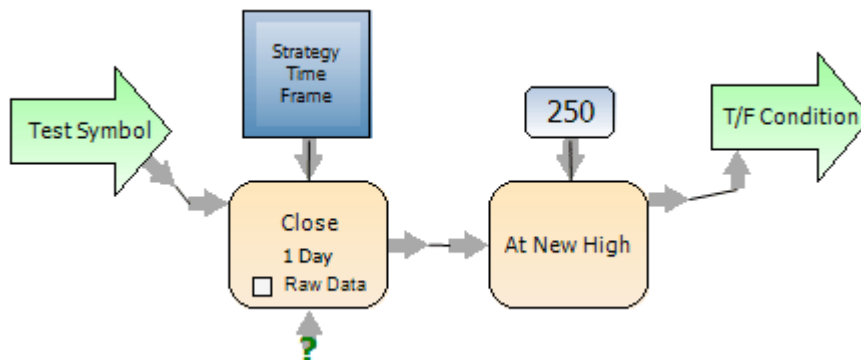 Strategy
Time
Frame
Test Symbol
250
T/F Condition
Close
1 Day
Raw Data
At New High
?